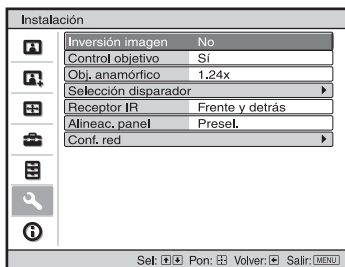 Instalación
Inversión imagen No
Control objetivo Sí
Obj. anamórfico 1.24x
Selección disparador
Receptor IR Frente y detrás
Alineac. panel Presel.
Conf. red
Sel: Pon: Volver: Salir: MENU